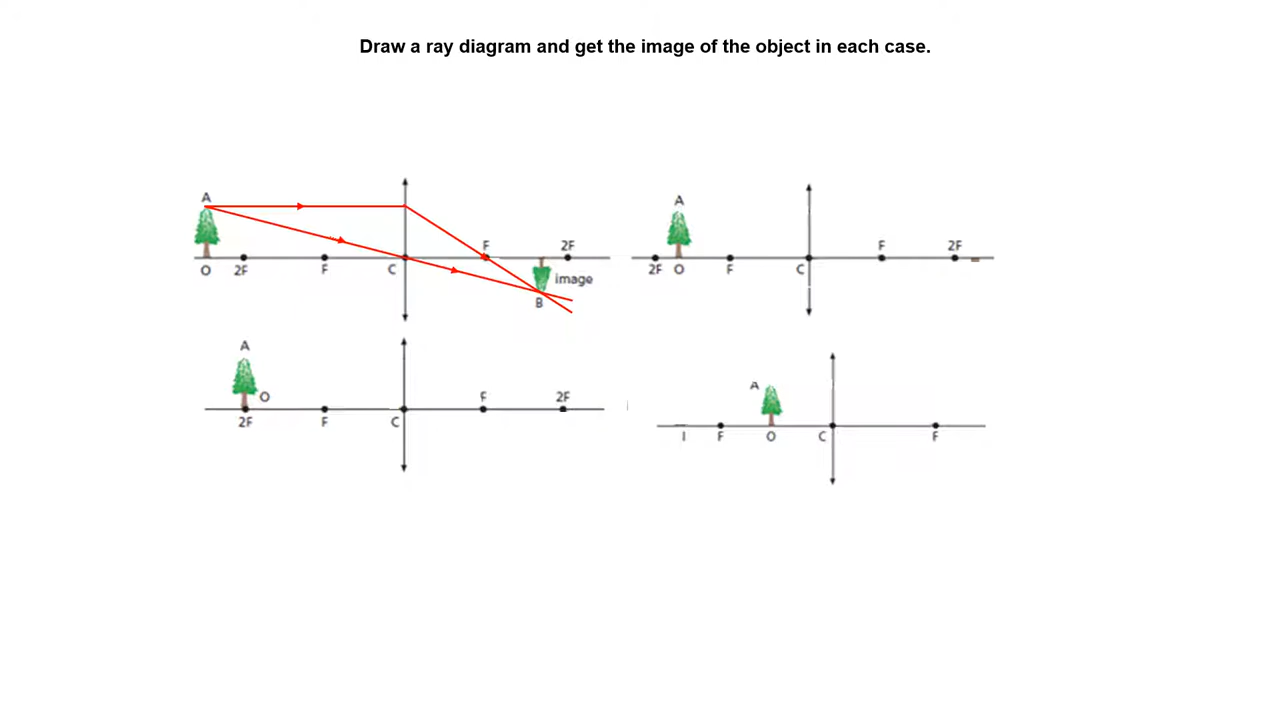 Draw a ray diagram and get the image of the object in each case.
A
F 2F
O 2F F C
image
B
A
F 2F
2F O F C
A
O
F 2F
2F F C
A
I F O C F